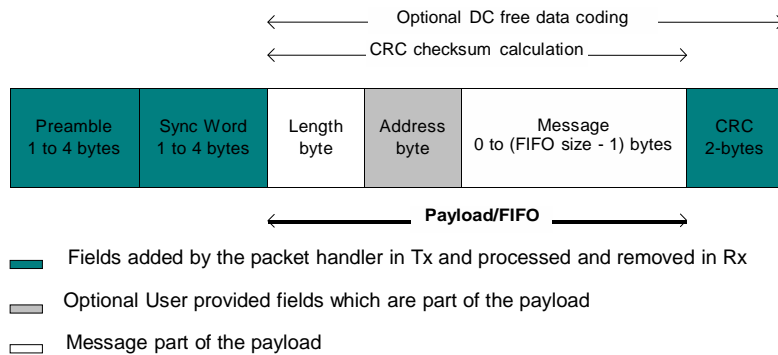 Optional DC free data coding
CRC checksum calculation
Preamble
1 to 4 bytes
Sync Word
1 to 4 bytes
Length
byte
Address
byte
Message
0 to (FIFO size - 1) bytes
CRC
2-bytes
Payload/FIFO
Fields added by the packet handler in Tx and processed and removed in Rx
Optional User provided fields which are part of the payload
Message part of the payload